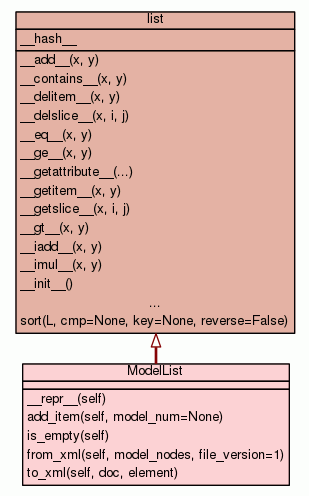 list
__hash__
__add__(x, y)
__contains__(x, y)
__delitem__(x, y)
__delslice__(x, i, j)
__eq__(x, y)
__ge__(x, y)
__getattribute__(...)
__getitem__(x, y)
__getslice__(x, i, j)
__gt__(x, y)
__iadd__(x, y)
__imul__(x, y)
__init__()
...
sort(L, cmp=None, key=None, reverse=False)
ModelList
__repr__(self)
add_item(self, model_num=None)
is_empty(self)
from_xml(self, model_nodes, file_version=1)
to_xml(self, doc, element)